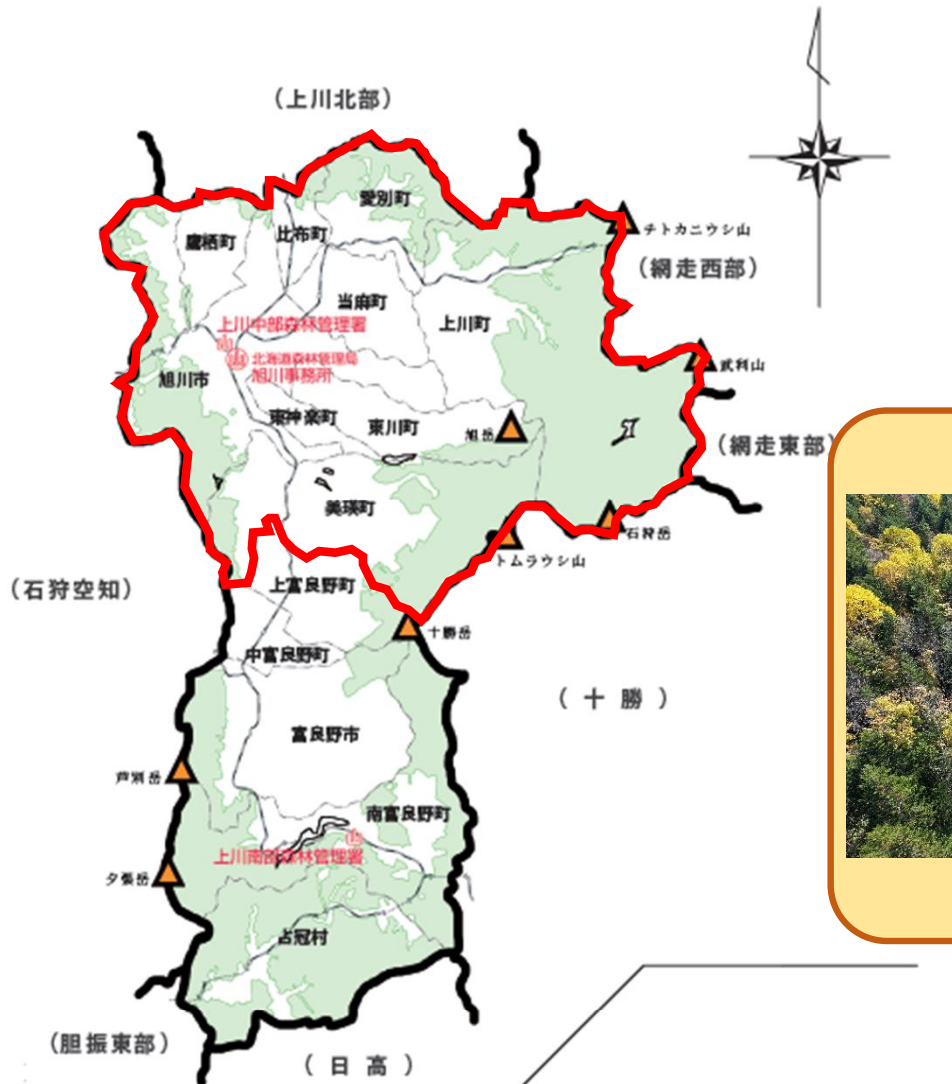 (上川北部)
愛別町
比布町
鷹栖町
チトカニウシ山
(網走西部)
当麻町
上川町
上川中部森林管理署
北海道森林管理局
旭川事務所
武利山
旭川市
東神楽町
東川町
旭岳
(網走東部)
美瑛町
石狩岳
トムラウシ山
(石狩空知)
上富良野町
十勝岳
中富良野町
(十勝)
富良野市
芦別岳
南富良野町
上川南部森林管理署
夕張岳
占冠村
(胆振東部)
(日高)